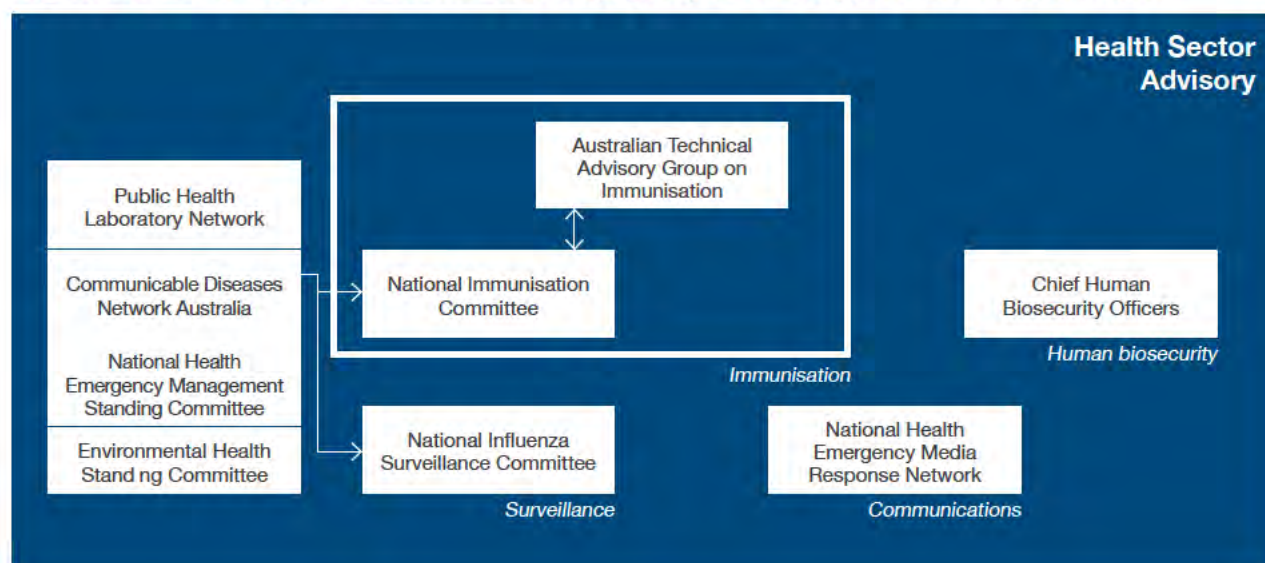 Health Sector
Advisory
Public Health
Laboratory Network
Communicable Diseases
Network Australia
National Health
Emergency Management
Standing Committee
Environmental Health
Stand ng Committee
Australian Technical
Advisory Group on
Immunisation
National Immunisation
Committee
Immunisation
National Influenza
Surveillance Committee
Surveillance
National Health
Emergency Media
Response Network
Communications
Chief Human
Biosecurity Officers
Human biosecurity